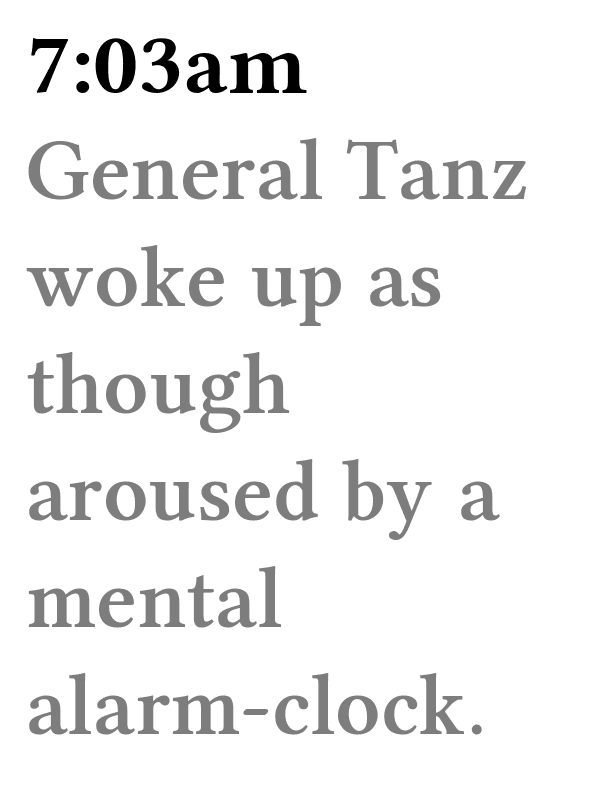 7:03am
General Tanz
woke up as
though
aroused by a
mental
alarm-clock.